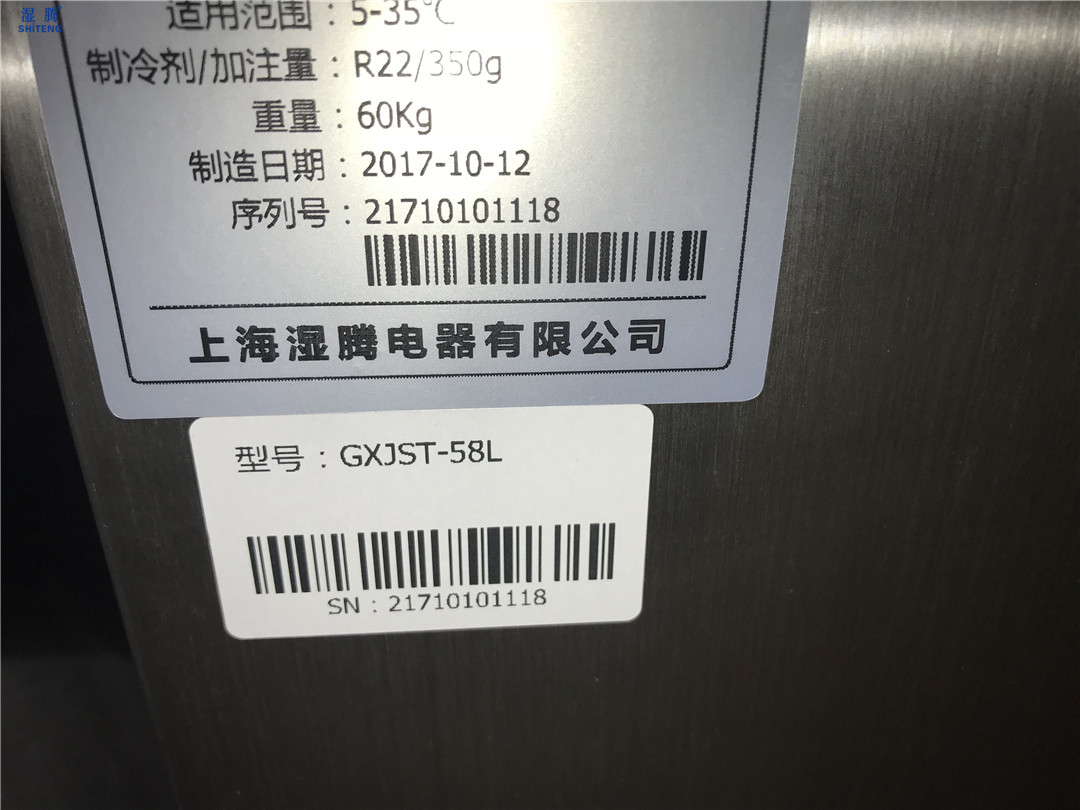 湿腾
SHITENG
适用范围：5-35℃
制冷剂/加注量：R22/350g
重量：60Kg
制造日期：2017-10-12
序列号：21710101118
上海湿腾电器有限公司
型号：GXJST-58L
SN：21710101118